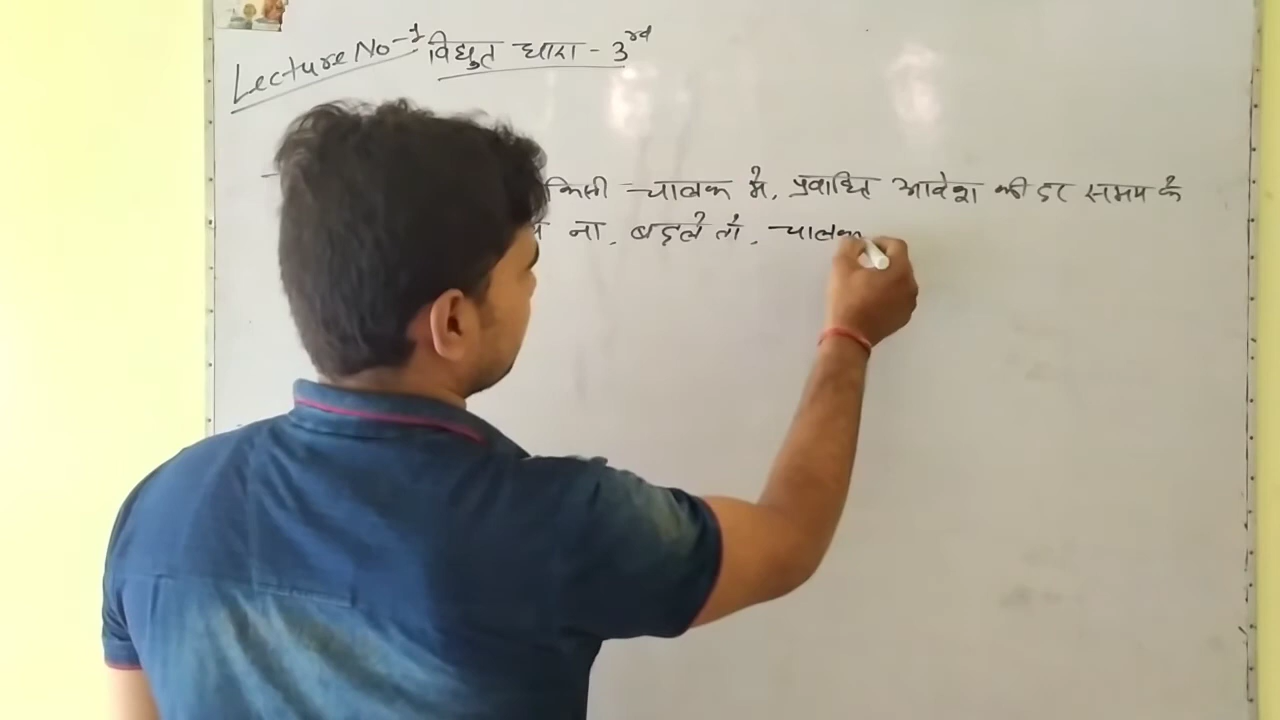 Lecture No-1 विद्युत धारा - 3rd
किसी चालक में, प्रवाहित आवेश की दर समय के
ना, बदले तो, चालक